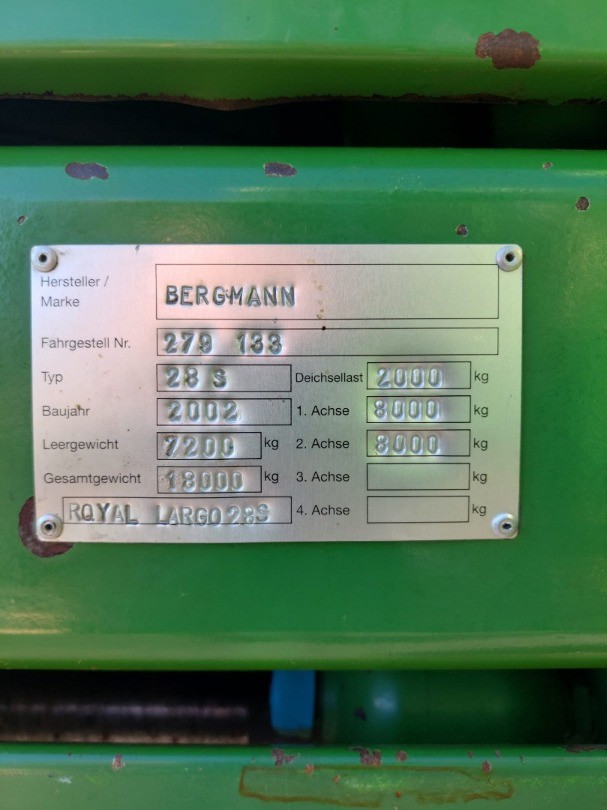 Hersteller /
Marke BERGMANN
Fahrgestell Nr. 279 133
Typ 28 S Deichsellast 2000 kg
Baujahr 2002 1. Achse 8000 kg
Leergewicht 7200 kg 2. Achse 8000 kg
Gesamtgewicht 18000 kg 3. Achse kg
ROYAL LARGO 28S 4. Achse kg